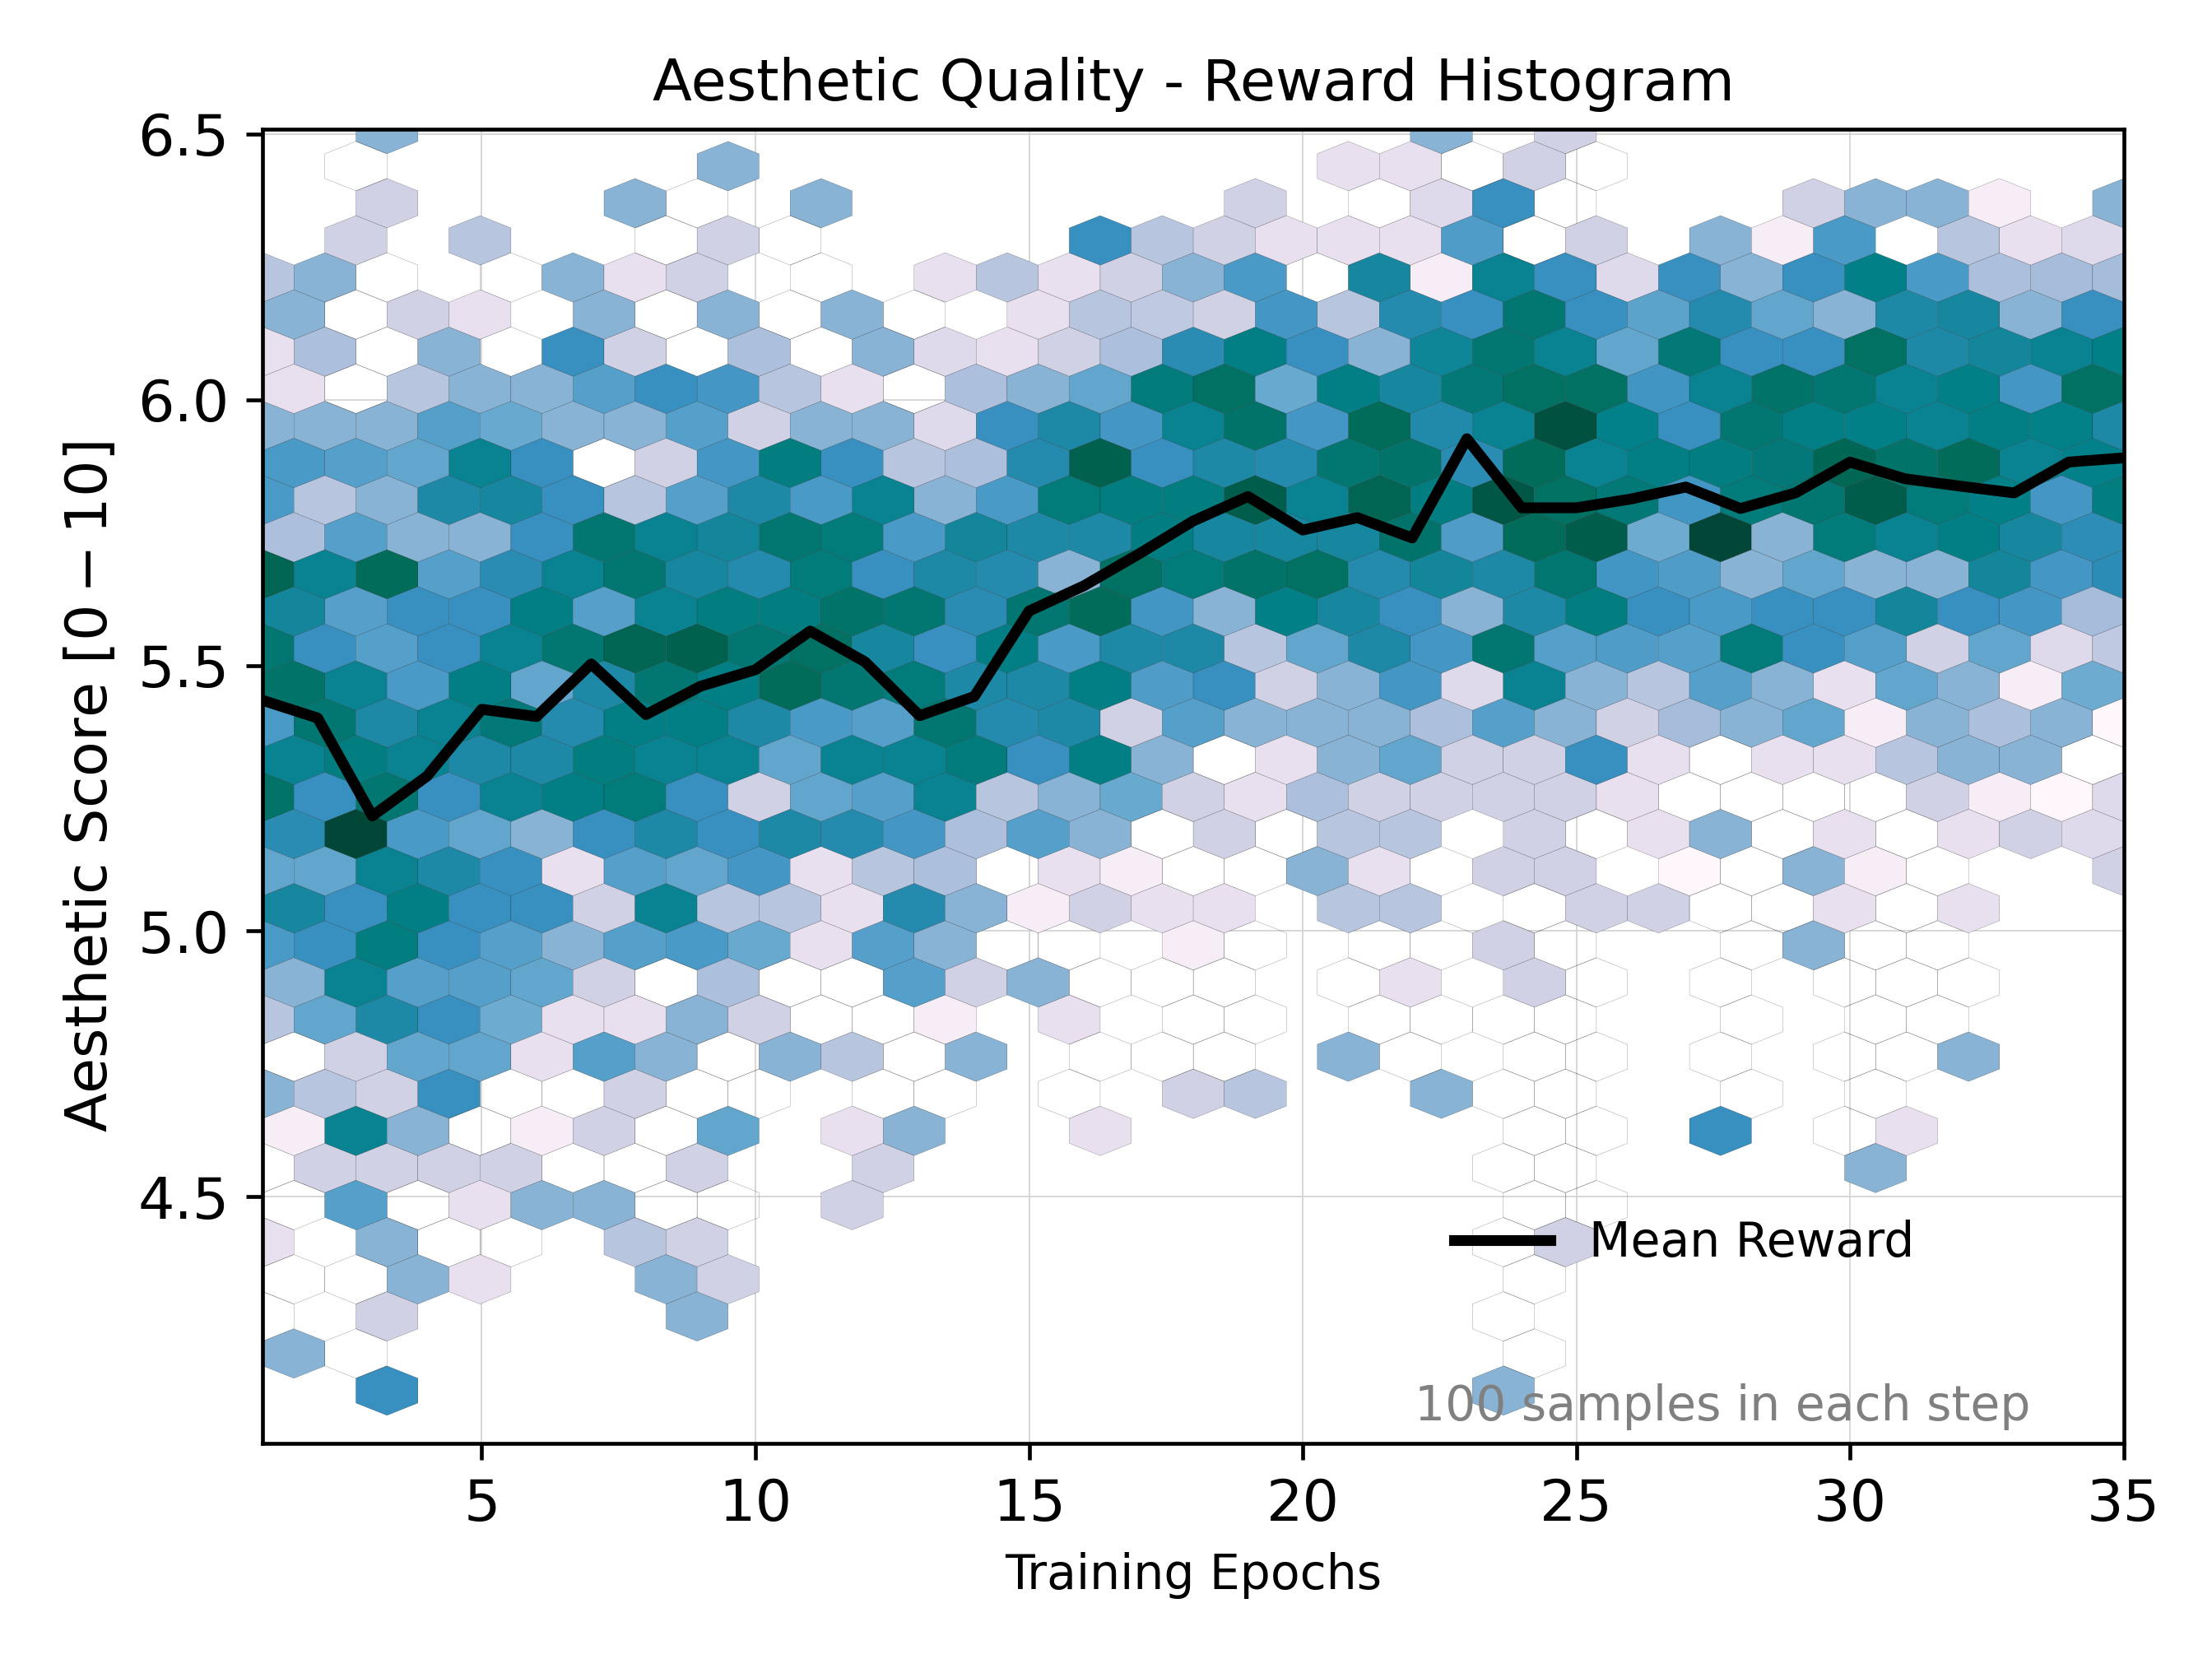 Aesthetic Quality - Reward Histogram
Aesthetic Score [0 − 10]
6.5
6.0
5.5
5.0
4.5
Mean Reward
100 samples in each step
5 10 15 20 25 30 35
Training Epochs